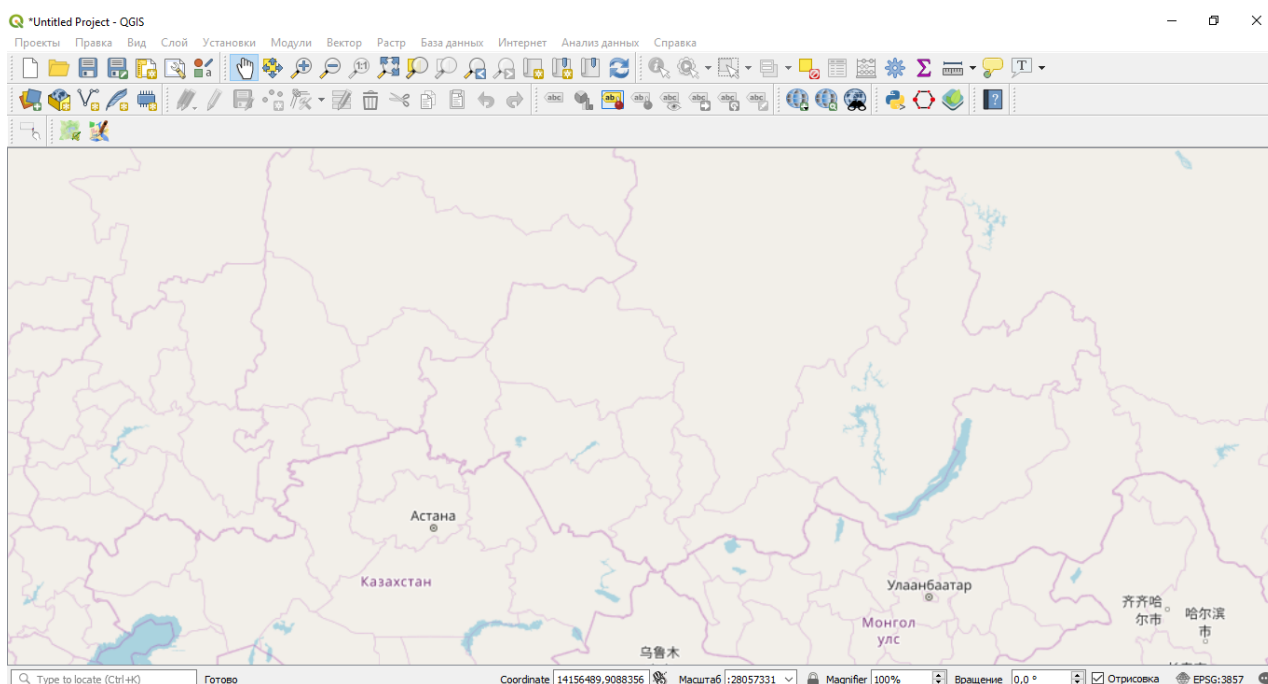 *Untitled Project - QGIS
Проекты Правка Вид Слой Установки Модули Вектор Растр База данных Интернет Анализ данных Справка
Астана
Казахстан
Улаанбаатар
Монгол
улс
齐齐哈
尔市
哈尔滨
市
乌鲁木
Type to locate (Ctrl+K) Готово Coordinate 14156489,9088356 Масштаб :28057331 Magnifier 100% Вращение 0,0 ° Отрисовка EPSG:3857